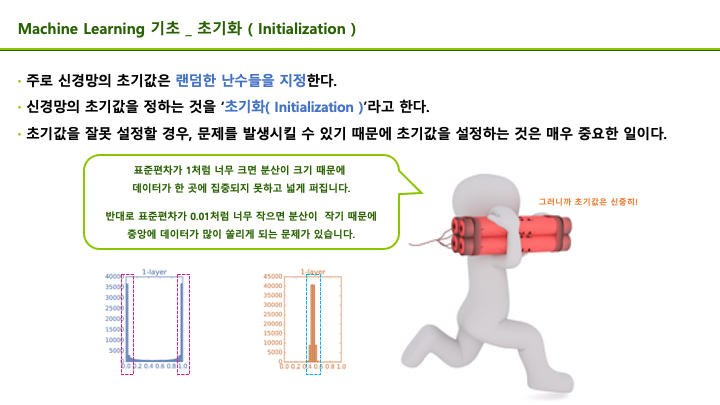 Machine Learning 기초 _ 초기화 ( Initialization )
· 주로 신경망의 초기값은 랜덤한 난수들을 지정한다.
· 신경망의 초기값을 정하는 것을 ‘초기화( Initialization )’라고 한다.
· 초기값을 잘못 설정할 경우, 문제를 발생시킬 수 있기 때문에 초기값을 설정하는 것은 매우 중요한 일이다.
표준편차가 1처럼 너무 크면 분산이 크기 때문에
데이터가 한 곳에 집중되지 못하고 넓게 퍼집니다.
반대로 표준편차가 0.01처럼 너무 작으면 분산이 작기 때문에
중앙에 데이터가 많이 쏠리게 되는 문제가 있습니다.
그러니까 초기값은 신중히!
1-layer
40000
35000
30000
25000
20000
15000
10000
5000
0.0 0.2 0.4 0.6 0.8 1.0
1-layer
45000
40000
35000
30000
25000
20000
15000
10000
5000
0
0.0 0.2 0.4 0.6 0.8 1.0